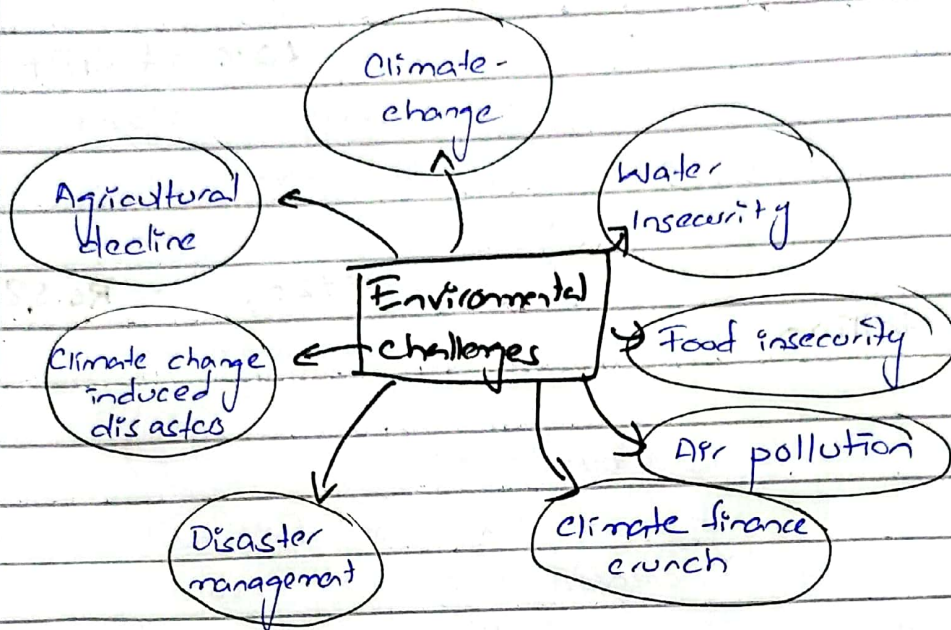 Climate -
change
Agricultural
decline
Water
Insecurity
Enviromental
challenges
Food insecurity
Climate change
induced
disastes
Air pollution
Climate finance
crunch
Disaster
management